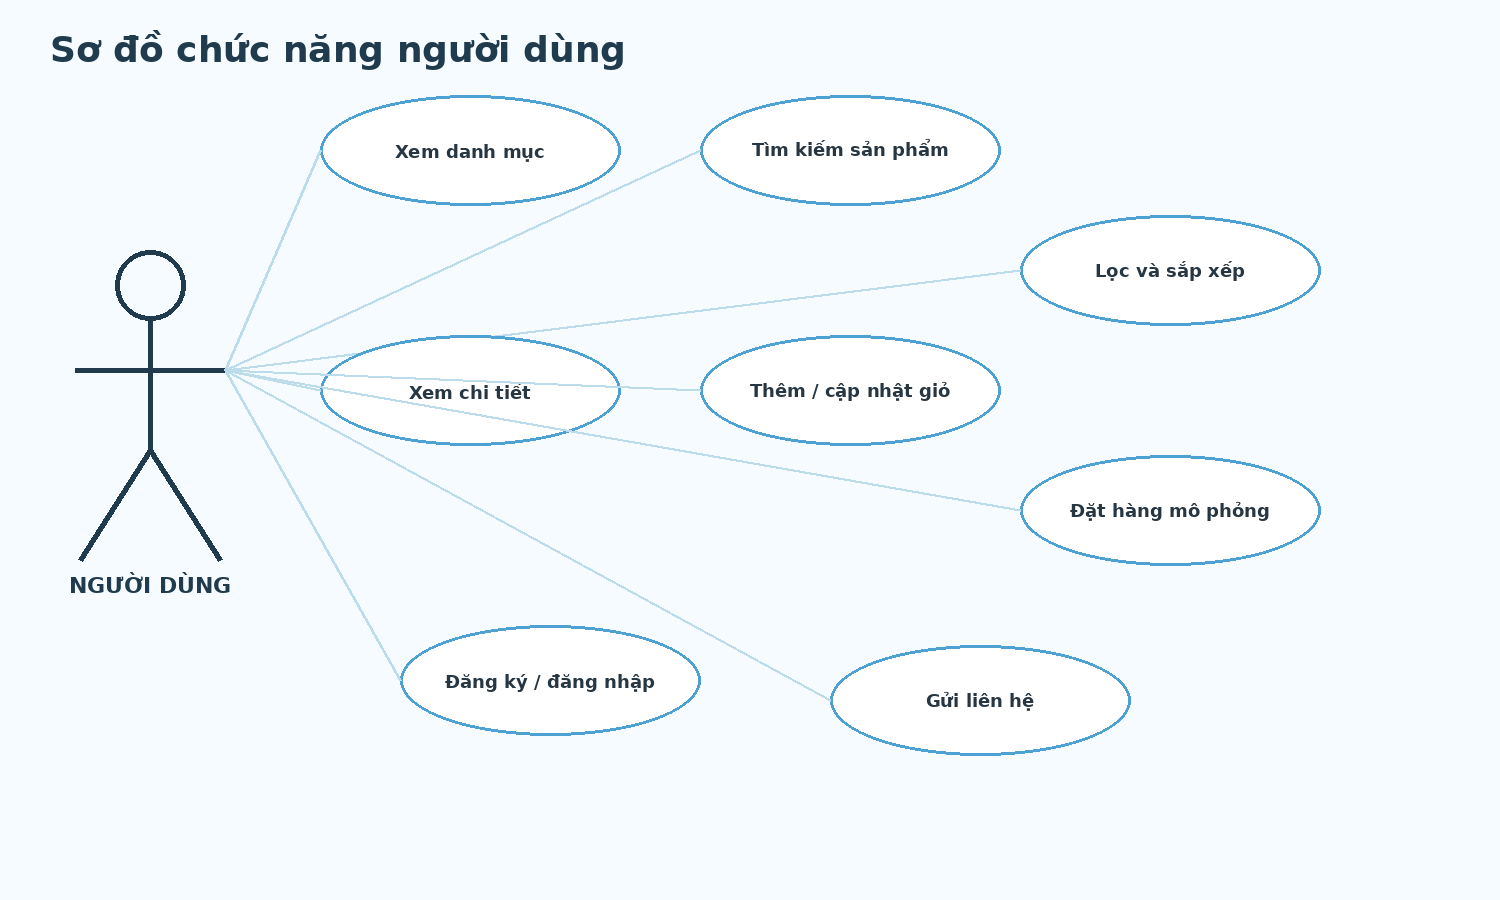 Sơ đồ chức năng người dùng
Xem danh mục
Tìm kiếm sản phẩm
Lọc và sắp xếp
Xem chi tiết
Thêm / cập nhật giỏ
Đặt hàng mô phỏng
NGƯỜI DÙNG
Đăng ký / đăng nhập
Gửi liên hệ